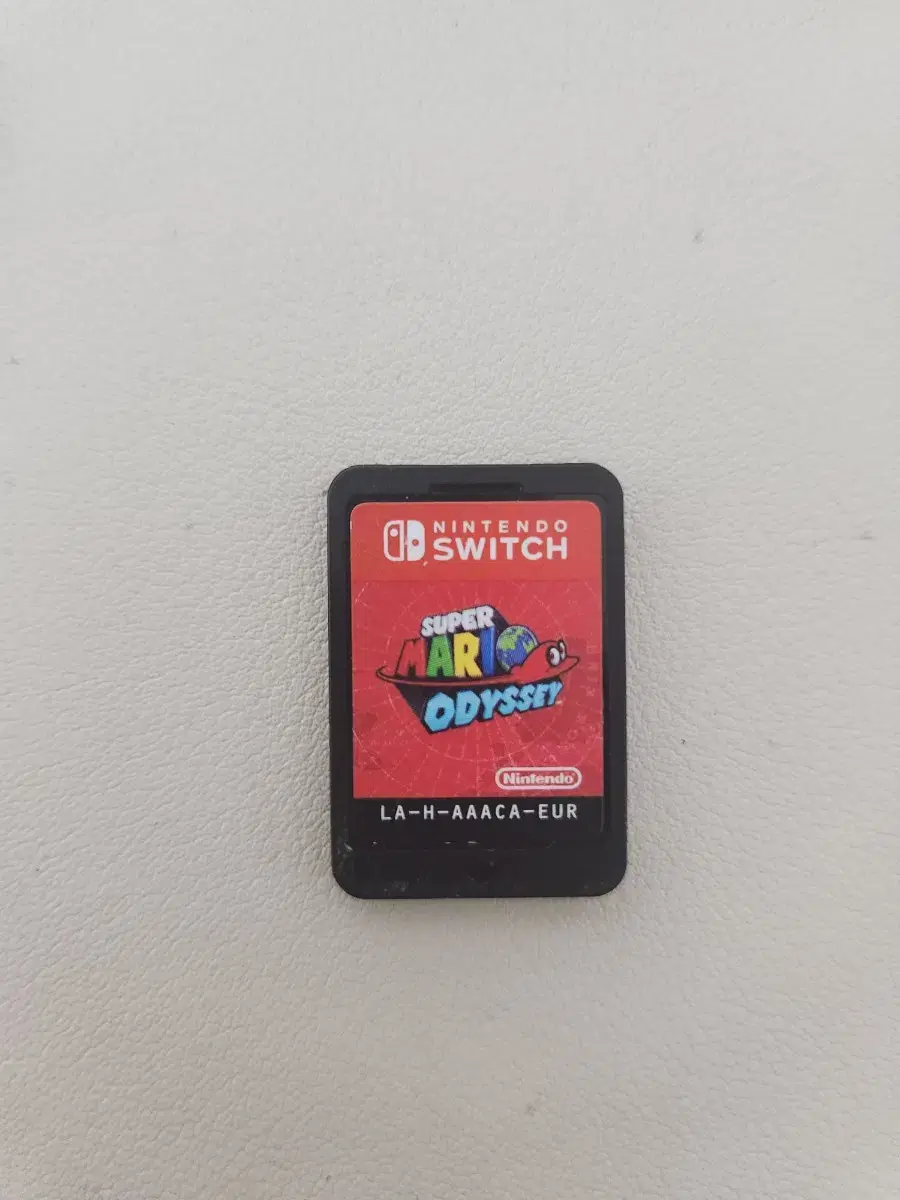 NINTENDO
SWITCH
SUPER
MARIO
ODYSSEY
Nintendo
LA-H-AAACA-EUR